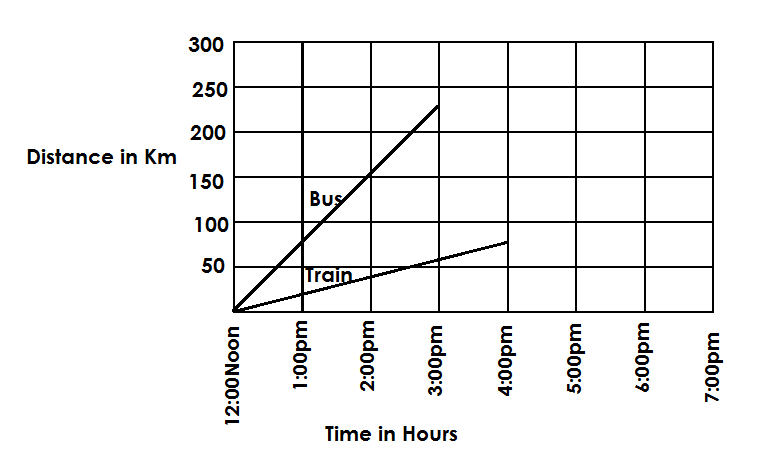 300
250
Distance in Km
200
150
Bus
100
50
Train
12:00Noon
1:00pm
2:00pm
3:00pm
4:00pm
5:00pm
6:00pm
7:00pm
Time in Hours